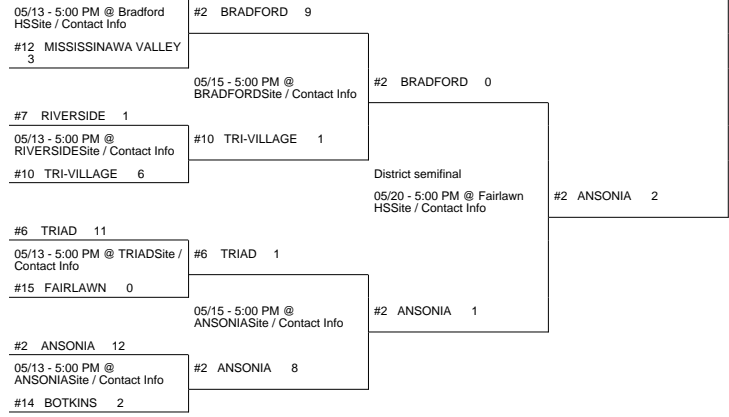 05/13 - 5:00 PM @ Bradford
HSSite / Contact Info
#2 BRADFORD 9
#12 MISSISSINAWA VALLEY
3
05/15 - 5:00 PM @
BRADFORDSite / Contact Info
#2 BRADFORD 0
#7 RIVERSIDE 1
05/13 - 5:00 PM @
RIVERSIDESite / Contact Info
#10 TRI-VILLAGE 1
#10 TRI-VILLAGE 6
District semifinal
05/20 - 5:00 PM @ Fairlawn
HSSite / Contact Info
#2 ANSONIA 2
#6 TRIAD 11
05/13 - 5:00 PM @ TRIADSite /
Contact Info
#6 TRIAD 1
#15 FAIRLAWN 0
05/15 - 5:00 PM @
ANSONIASite / Contact Info
#2 ANSONIA 1
#2 ANSONIA 12
05/13 - 5:00 PM @
ANSONIASite / Contact Info
#2 ANSONIA 8
#14 BOTKINS 2